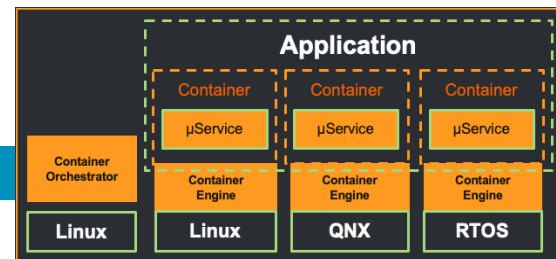 Application
Container Container Container
µService µService µService
Container
Orchestrator
Container
Engine
Container
Engine
Container
Engine
Linux Linux QNX RTOS